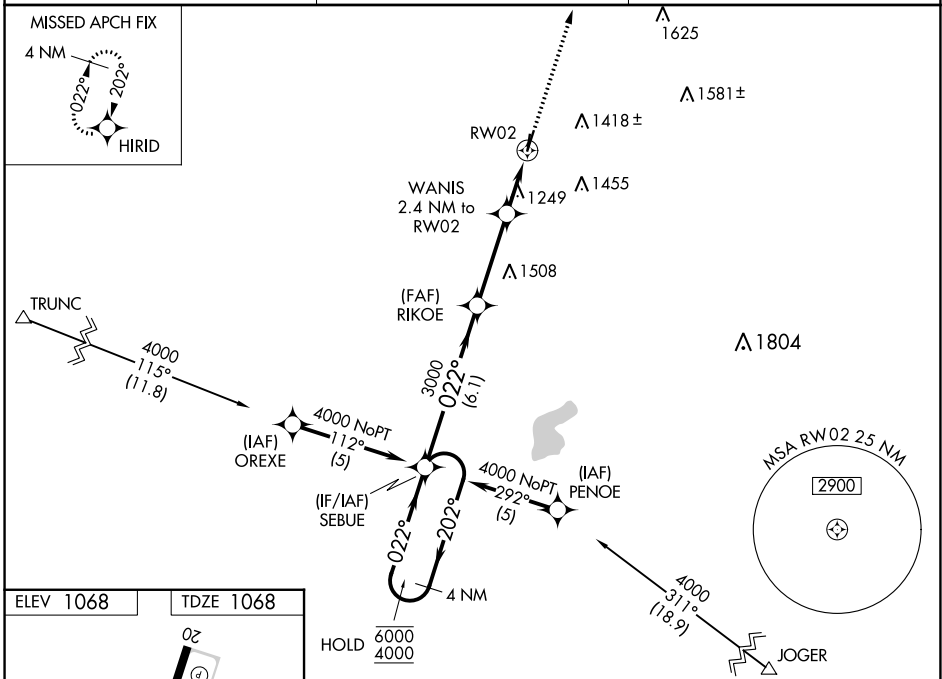 MISSED APCH FIX
4 NM
022°
202°
HIRID
1625
1581±
1418±
RW02
1455
1249
WANIS
2.4 NM to
RW02
1508
(FAF)
RIKOE
TRUNC
1804
4000
115°
(11.8)
3000
022°
(6.1)
4000 NoPT
112°
(5)
(IAF)
OREXE
(IF/IAF)
SEBUE
4000 NoPT
292°
(5)
(IAF)
PENOE
MSA RW02 25 NM
2900
022°
202°
4 NM
HOLD
6000
4000
4000
311°
(18.9)
JOGER
ELEV 1068
TDZE 1068
20
P